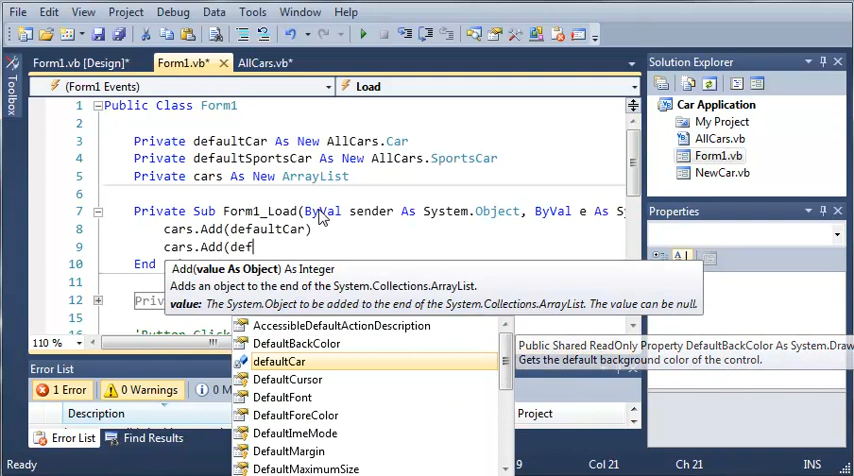 File Edit View Project Debug Data Tools Window Help
Form1.vb [Design]* Form1.vb* AllCars.vb*
(Form1 Events) Load
Toolbox
1 Public Class Form1
2
3 Private defaultCar As New AllCars.Car
4 Private defaultSportsCar As New AllCars.SportsCar
5 Private cars As New ArrayList
6
7 Private Sub Form1_Load(ByVal sender As System.Object, ByVal e As Sy
8 cars.Add(defaultCar)
9 cars.Add(def
10 End
11
12 Priv
15
16 'Button Click
Add(value As Object) As Integer
Adds an object to the end of the System.Collections.ArrayList.
value: The System.Object to be added to the end of the System.Collections.ArrayList. The value can be null.
AccessibleDefaultActionDescription
DefaultBackColor
defaultCar
DefaultCursor
DefaultFont
DefaultForeColor
DefaultImeMode
DefaultMargin
DefaultMaximumSize
Public Shared ReadOnly Property DefaultBackColor As System.Draw
Gets the default background color of the control.
110 %
Error List
1 Error 0 Warnings
Description Project
Error List Find Results
Ready 9 Col 21 Ch 21 INS
Solution Explorer
Car Application
My Project
AllCars.vb
Form1.vb
NewCar.vb
Properties